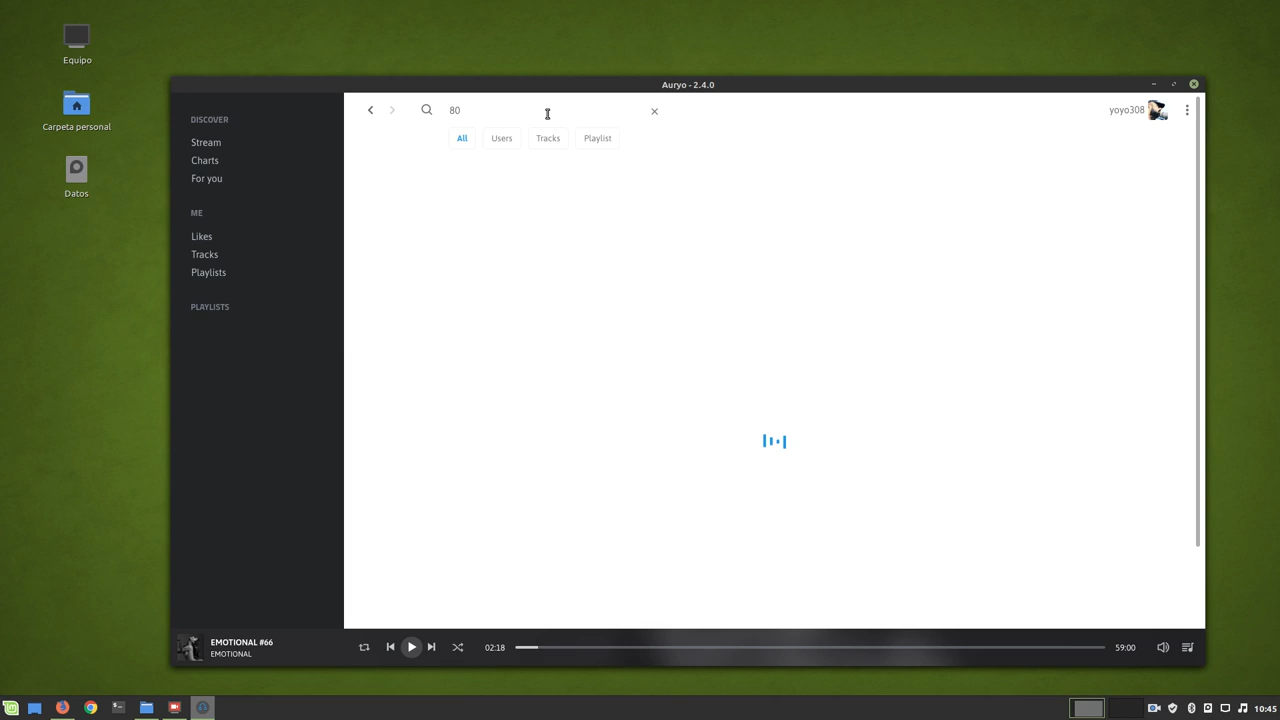 Equipo
Carpeta personal
Datos
Auryo - 2.4.0
80
yoyo308
All
Users
Tracks
Playlist
DISCOVER
Stream
Charts
For you
ME
Likes
Tracks
Playlists
PLAYLISTS
EMOTIONAL #66
EMOTIONAL
02:18
59:00
10:45